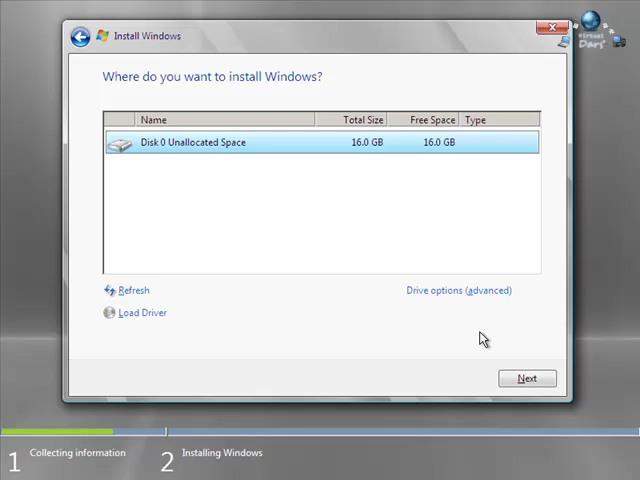 Virtual
Dars
Install Windows
Where do you want to install Windows?
Name Total Size Free Space Type
Disk 0 Unallocated Space 16.0 GB 16.0 GB
Refresh Drive options (advanced)
Load Driver
Next
1 Collecting information 2 Installing Windows